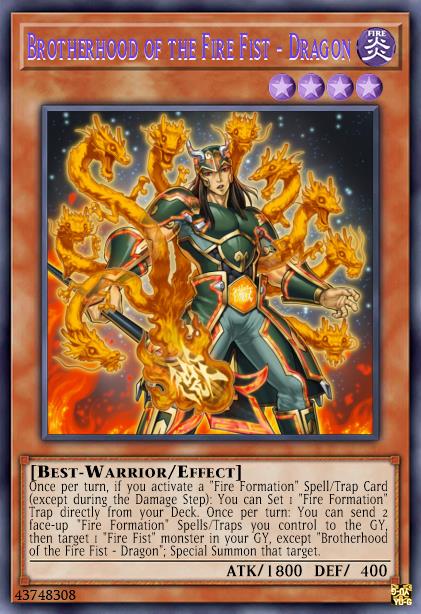 Brotherhood of the Fire Fist - Dragon
FIRE
炎
[Best-Warrior/Effect]
Once per turn, if you activate a "Fire Formation" Spell/Trap Card
(except during the Damage Step): You can Set 1 "Fire Formation"
Trap directly from your Deck. Once per turn: You can send 2
face-up "Fire Formation" Spells/Traps you control to the GY,
then target 1 "Fire Fist" monster in your GY, except "Brotherhood
of the Fire Fist - Dragon"; Special Summon that target.
ATK/1800 DEF/ 400
43748308